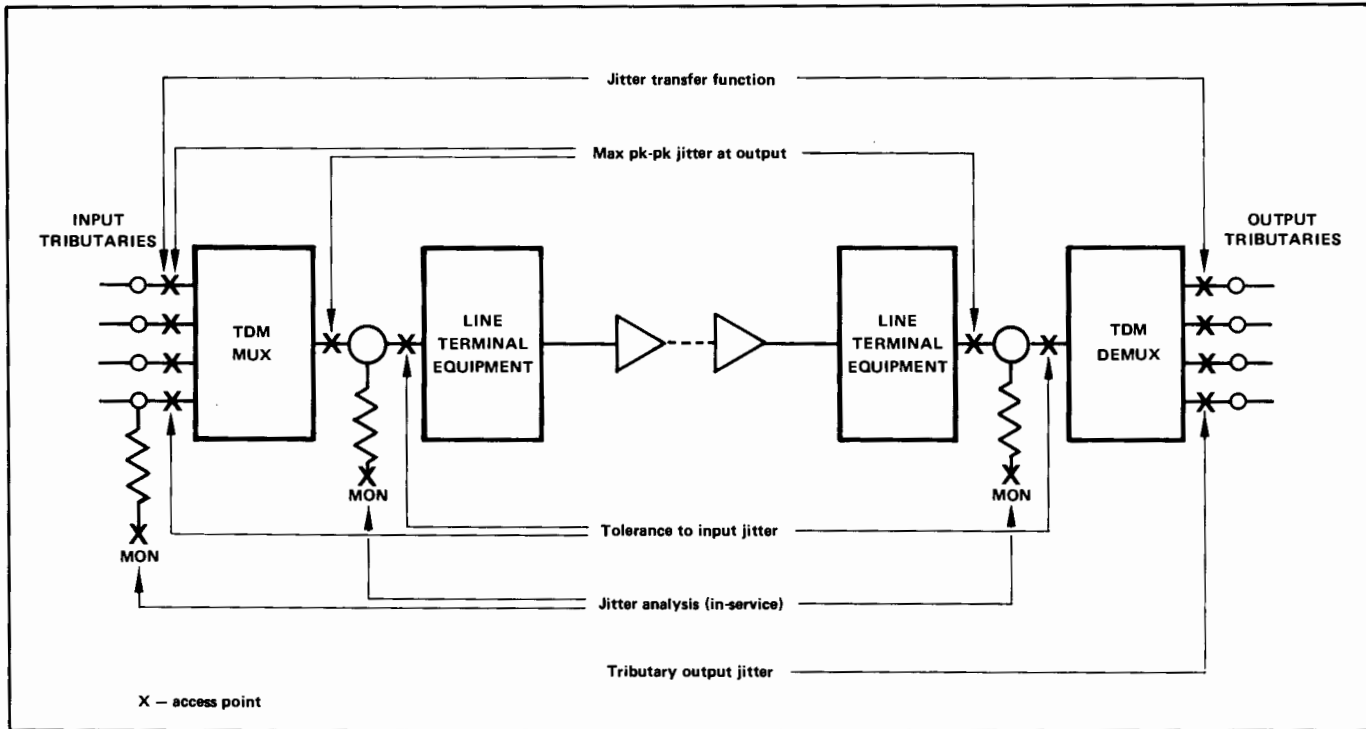 Jitter transfer function
Max pk-pk jitter at output
INPUT
TRIBUTARIES
OUTPUT
TRIBUTARIES
X
X
X
X
TDM
MUX
X
X
LINE
TERMINAL
EQUIPMENT
LINE
TERMINAL
EQUIPMENT
X
X
TDM
DEMUX
X
X
X
X
X
MON
X
MON
X
MON
Tolerance to input jitter
Jitter analysis (in-service)
Tributary output jitter
X – access point